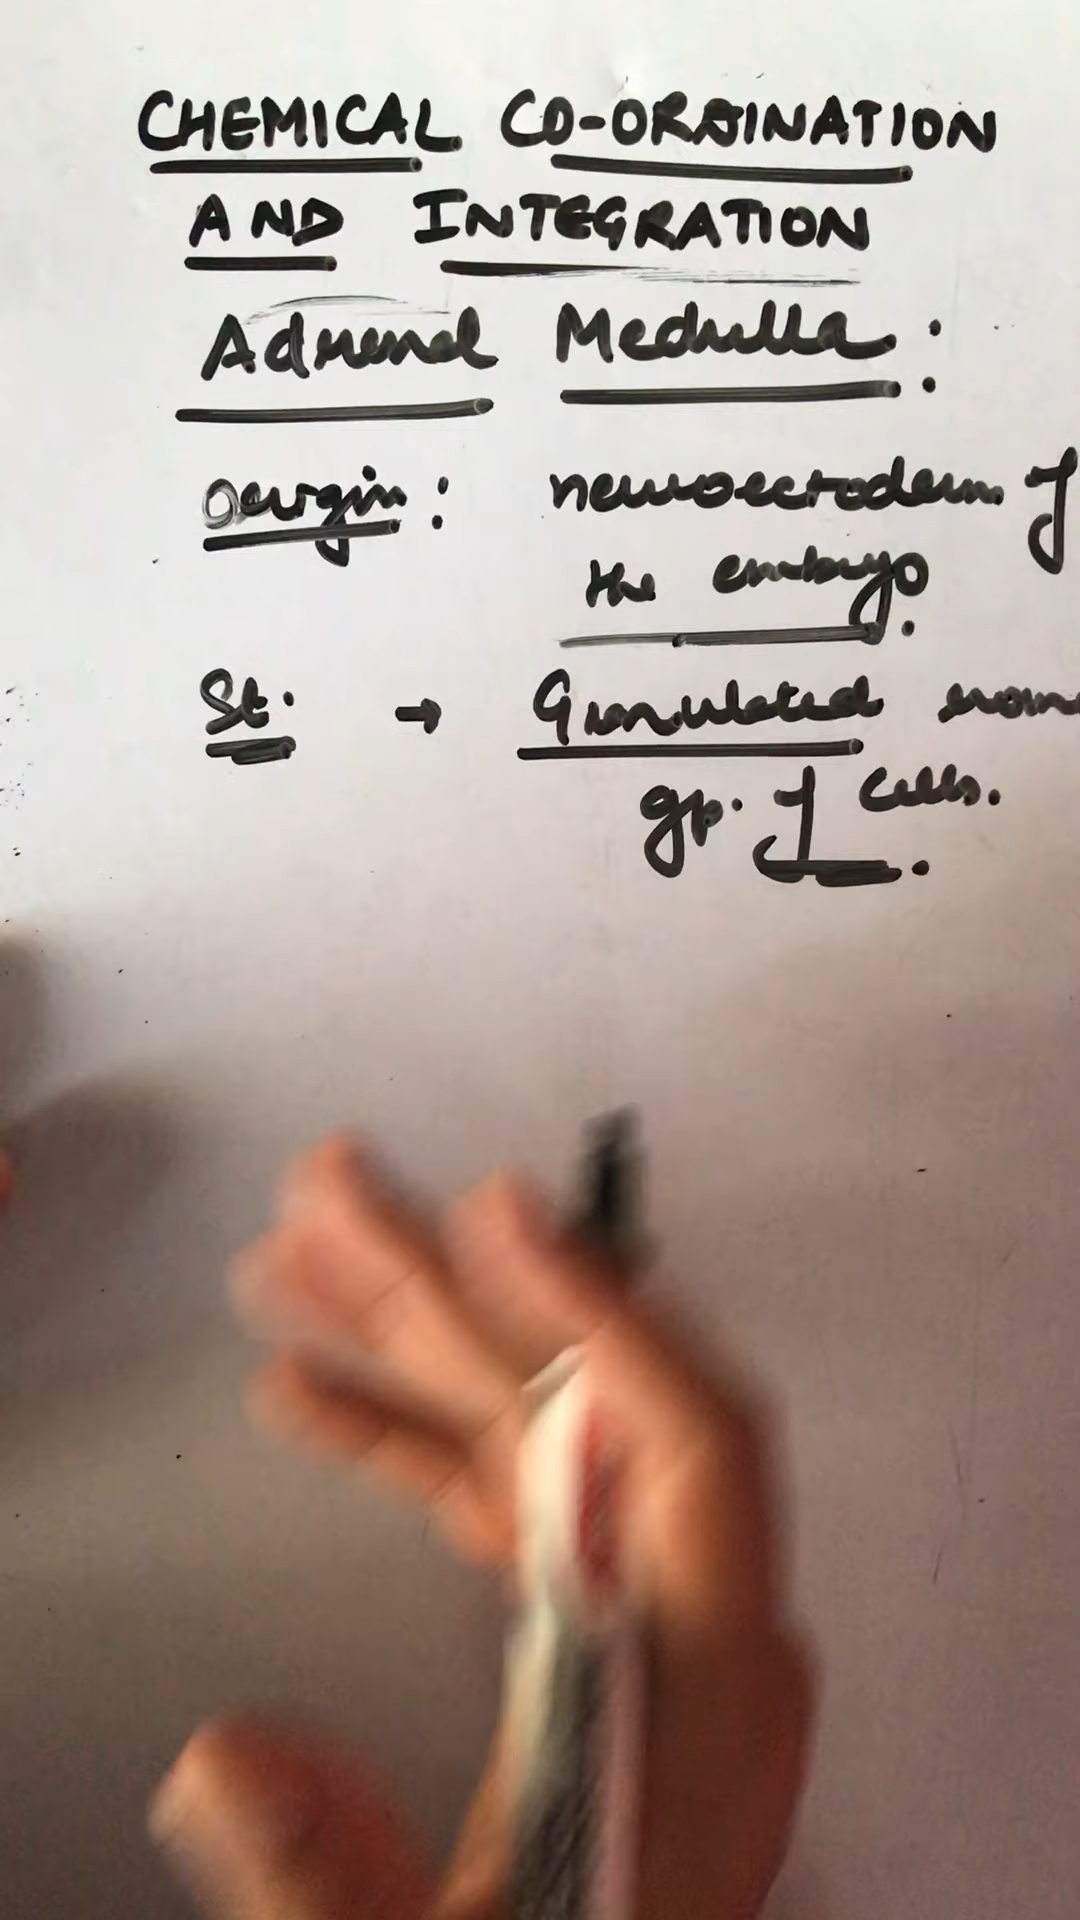 CHEMICAL CO-ORDINATION
AND INTEGRATION
Adrenal Medulla :
Origin : neuroectoderm of
the embryo.
St. → Granulated
gp. of cells.